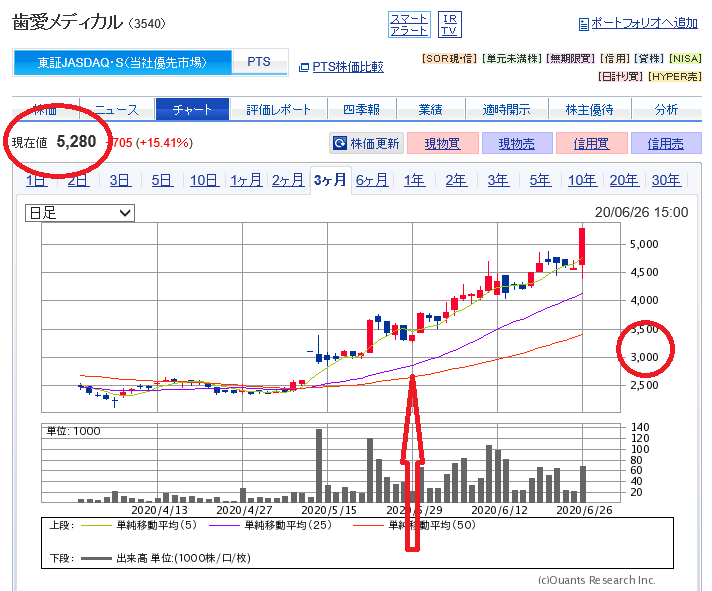 歯愛メディカル (3540)
スマート
アラート
IR
TV
ポートフォリオへ追加
東証JASDAQ・S(当社優先市場)
PTS
PTS株価比較
[SOR現・信] [単元未満株] [無期限買] [信用] [貸株] [NISA]
[日計り買] [HYPER売]
株価 ニュース チャート 評価レポート 四季報 業績 適時開示 株主優待 分析
現在値 5,280 +705 (+15.41%)
株価更新 現物買 現物売 信用買 信用売
1日 2日 3日 5日 10日 1ヶ月 2ヶ月 3ヶ月 6ヶ月 1年 2年 3年 5年 10年 20年 30年
日足
20/06/26 15:00
5,000
4,500
4,000
3,500
3,000
2,500
単位: 1000
140
120
100
80
60
40
20
2020/4/13 2020/4/27 2020/5/15 2020/5/29 2020/6/12 2020/6/26
上段: 単純移動平均(5) 単純移動平均(25) 単純移動平均(50)
下段: 出来高 単位:(1000株/口/枚)
(c)Quants Research Inc.